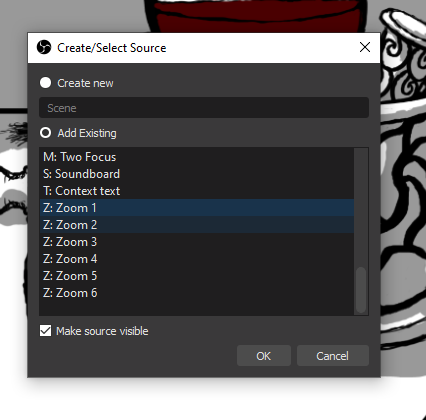 Create/Select Source
Create new
Scene
Add Existing
M: Two Focus
S: Soundboard
T: Context text
Z: Zoom 1
Z: Zoom 2
Z: Zoom 3
Z: Zoom 4
Z: Zoom 5
Z: Zoom 6
Make source visible
OK
Cancel